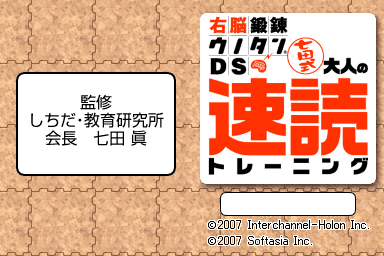 監修
しちだ・教育研究所
会長　七田 眞
右脳鍛錬
ウノタン
DS
七田式
大人の
速読
トレーニング
©2007 Interchannel-Holon Inc.
©2007 Softasia Inc.